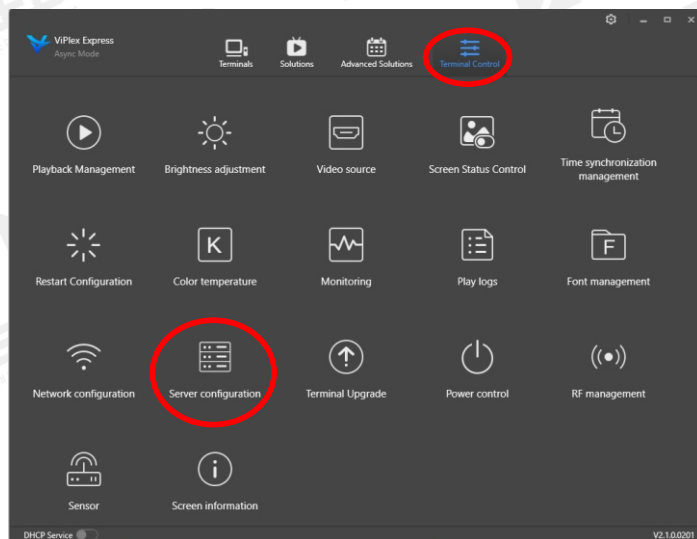 ViPlex Express
Async Mode
Terminals
Solutions
Advanced Solutions
Terminal Control
Playback Management
Brightness adjustment
Video source
Screen Status Control
Time synchronization
management
Restart Configuration
K
Color temperature
Monitoring
Play logs
F
Font management
Network configuration
Server configuration
Terminal Upgrade
Power control
RF management
Sensor
i
Screen information
DHCP Service
V2.1.0.0201